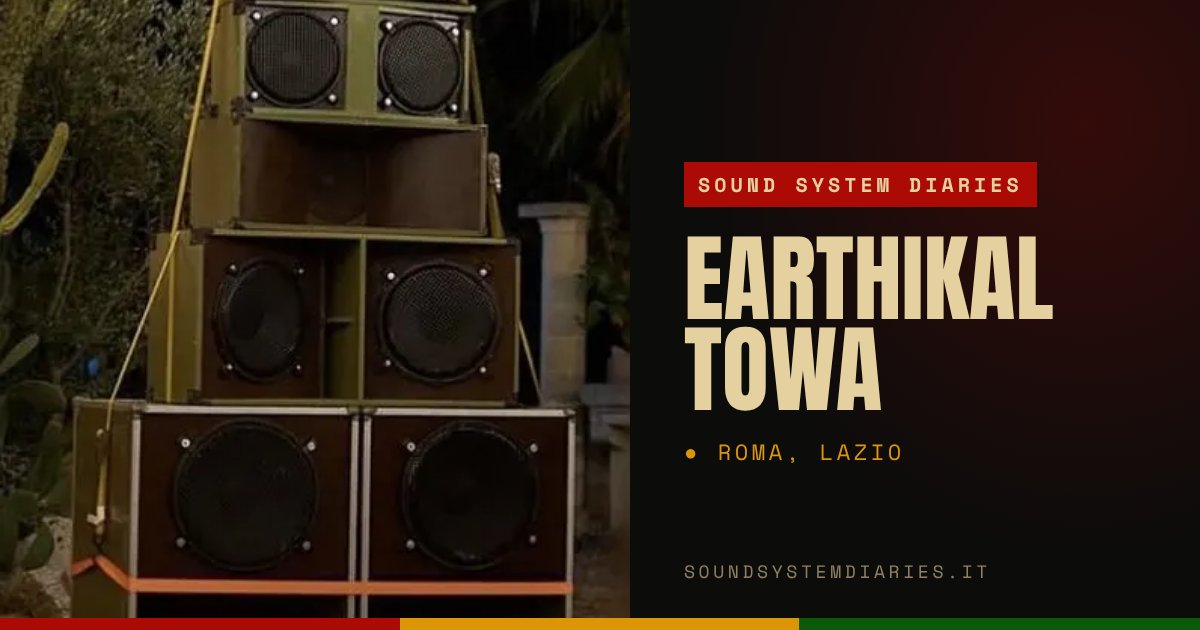 SOUND SYSTEM DIARIES
EARTHIKAL
TOWA
• ROMA, LAZIO
SOUNDSYSTEMDIARIES.IT